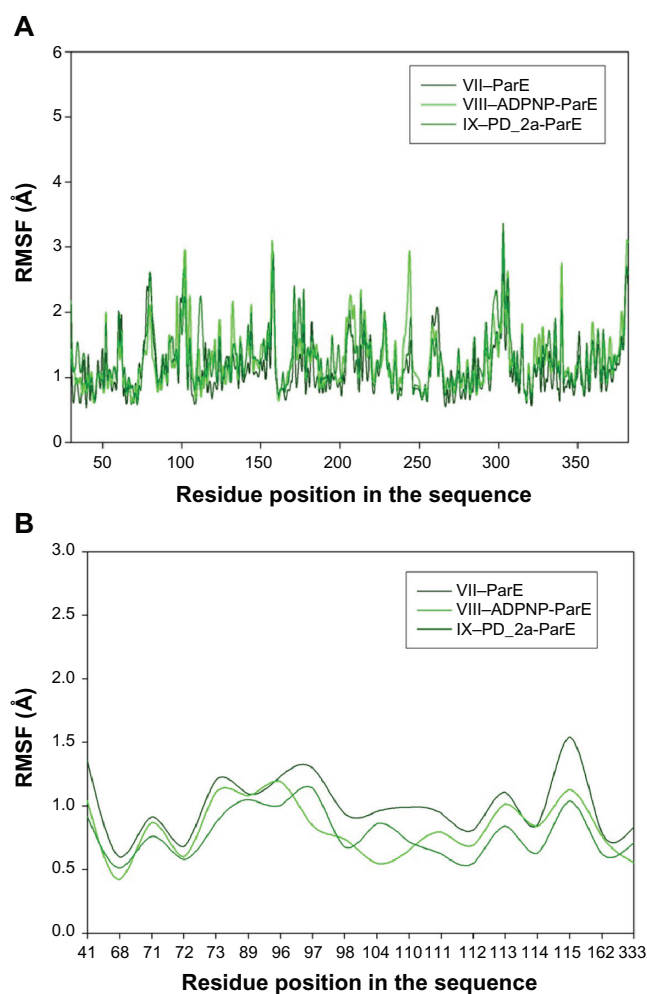 A
6
5
4
3
2
1
0
RMSF (Å)
VII–ParE
VIII–ADPNP-ParE
IX–PD_2a-ParE
50 100 150 200 250 300 350
Residue position in the sequence
B
3.0
2.5
2.0
1.5
1.0
0.5
0.0
RMSF (Å)
VII–ParE
VIII–ADPNP-ParE
IX–PD_2a-ParE
41 68 71 72 73 89 96 97 98 104 110 111 112 113 114 115 162 333
Residue position in the sequence